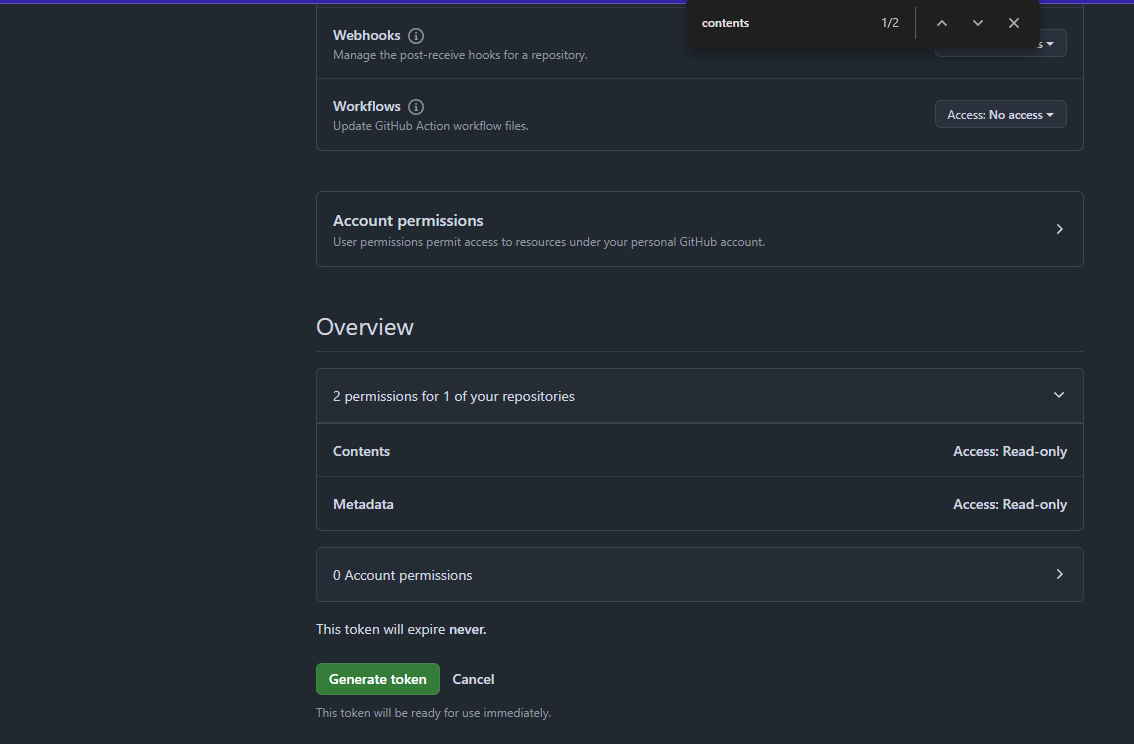 contents 1/2
Webhooks
Manage the post-receive hooks for a repository.
Workflows
Update GitHub Action workflow files.
Access: No access
Account permissions
User permissions permit access to resources under your personal GitHub account.
Overview
2 permissions for 1 of your repositories
Contents Access: Read-only
Metadata Access: Read-only
0 Account permissions
This token will expire never.
Generate token Cancel
This token will be ready for use immediately.